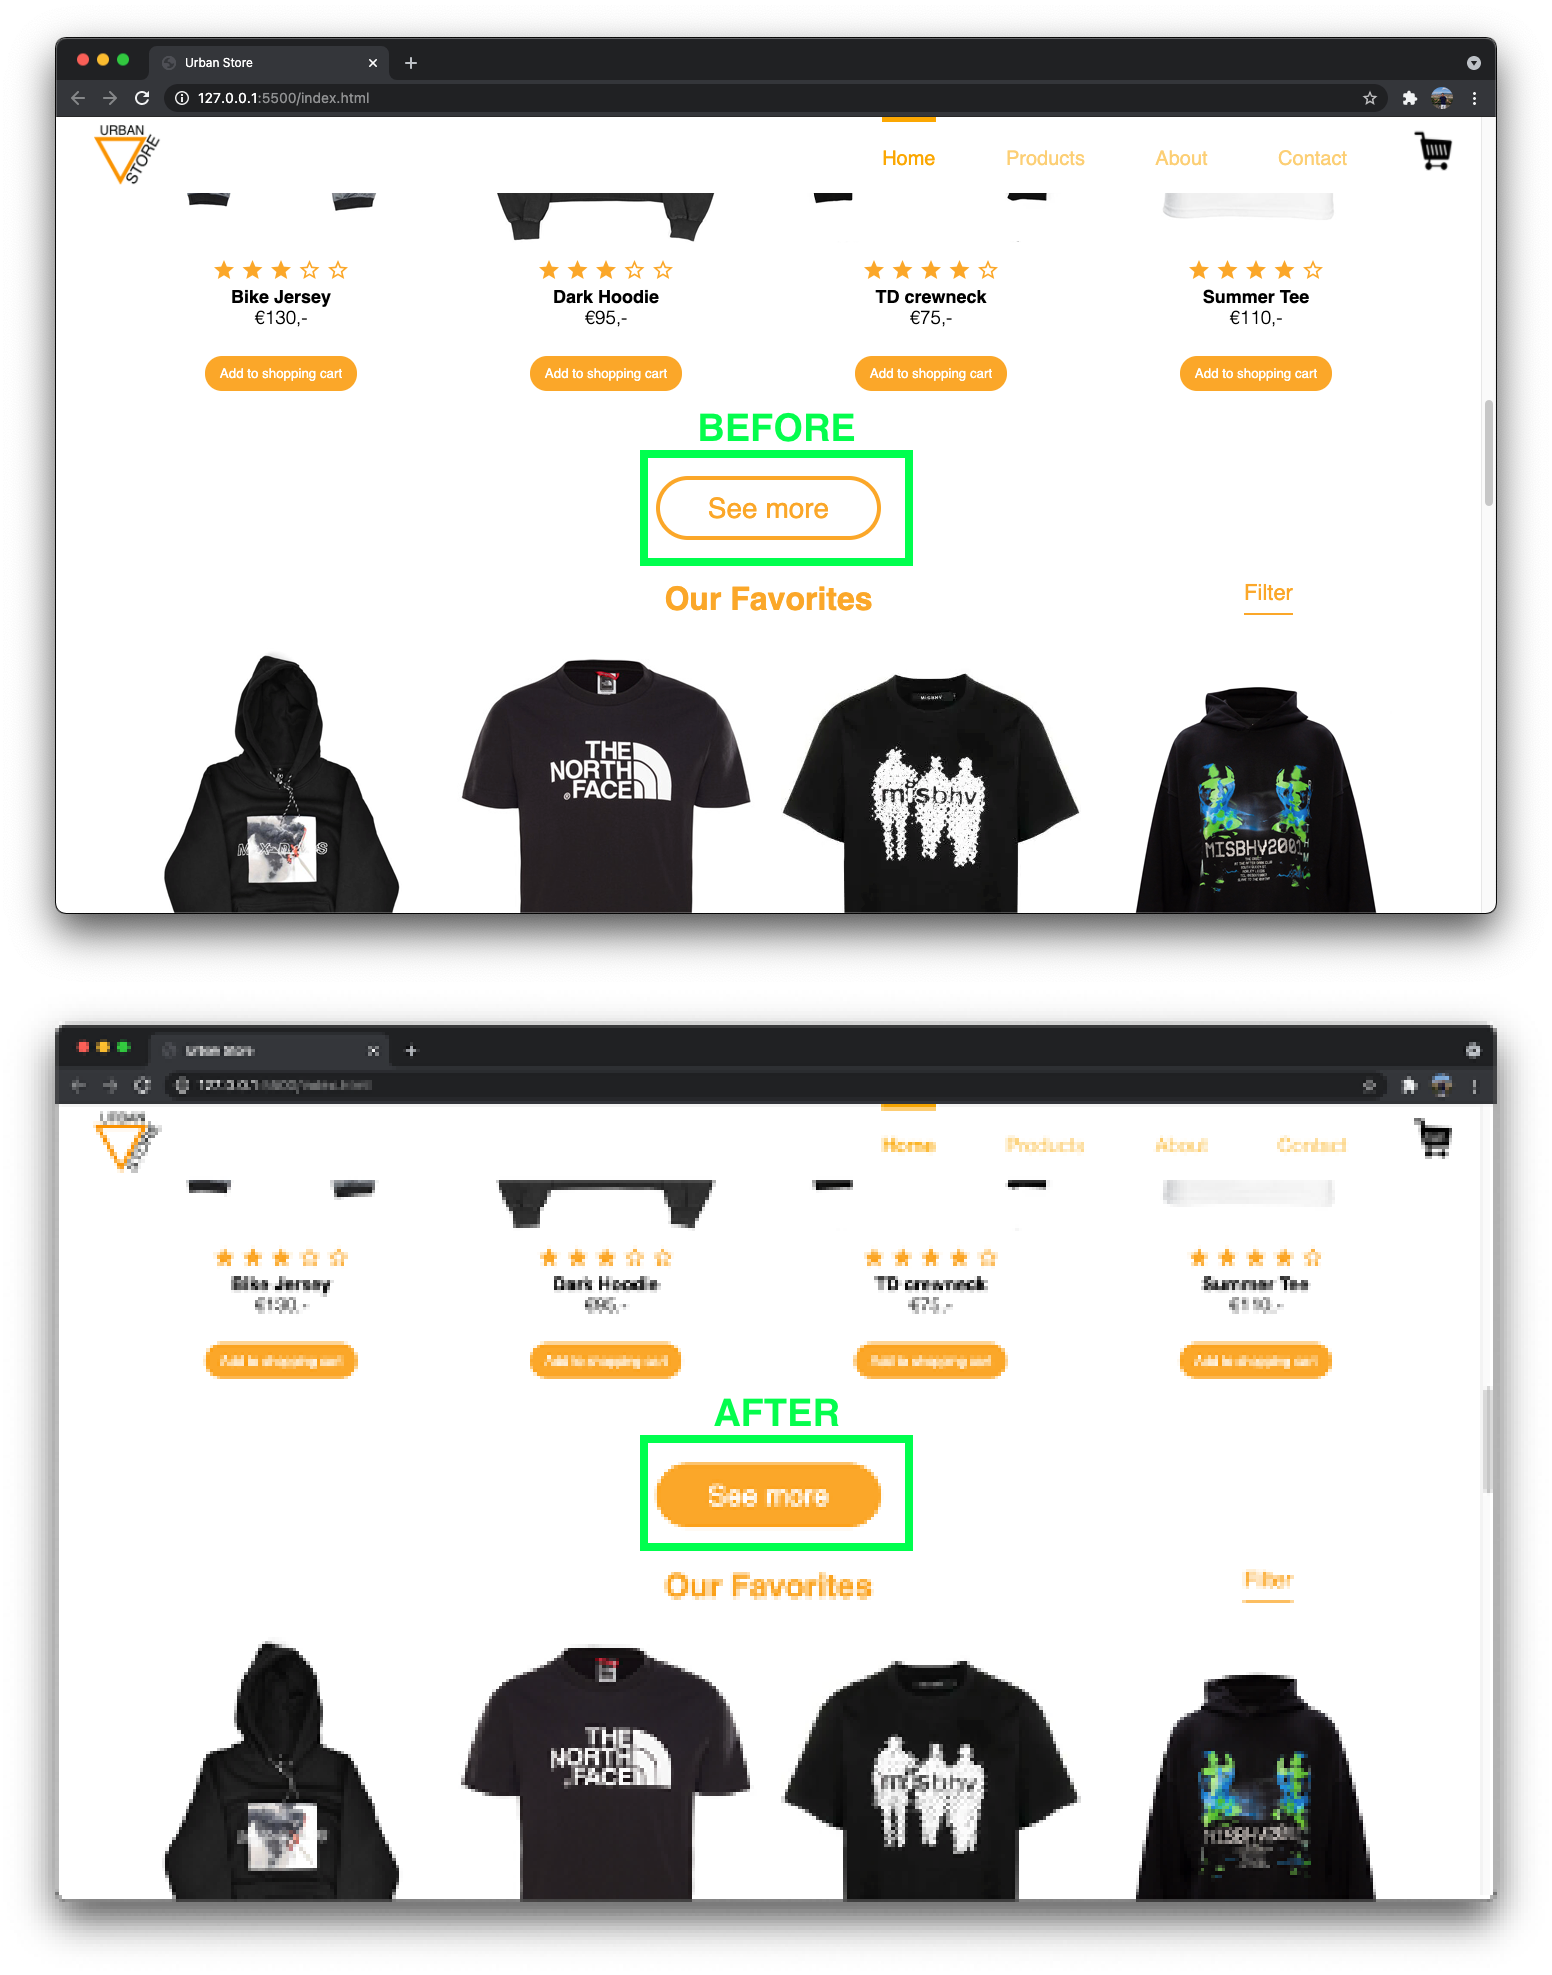 Urban Store
127.0.0.1:5500/index.html
URBAN
STORE
Home Products About Contact
Bike Jersey Dark Hoodie TD crewneck Summer Tee
€130,- €95,- €75,- €110,-
Add to shopping cart Add to shopping cart Add to shopping cart Add to shopping cart
BEFORE
See more
Our Favorites
Filter
THE
NORTH
FACE
MISBHV
misbhv
MISBHV2001
Urban Store
127.0.0.1:5500/index.html
URBAN
STORE
Home Products About Contact
Bike Jersey Dark Hoodie TD crewneck Summer Tee
€130,- €95,- €75,- €110,-
Add to shopping cart Add to shopping cart Add to shopping cart Add to shopping cart
AFTER
See more
Our Favorites
Filter
THE
NORTH
FACE
misbhv
MISBHV2001